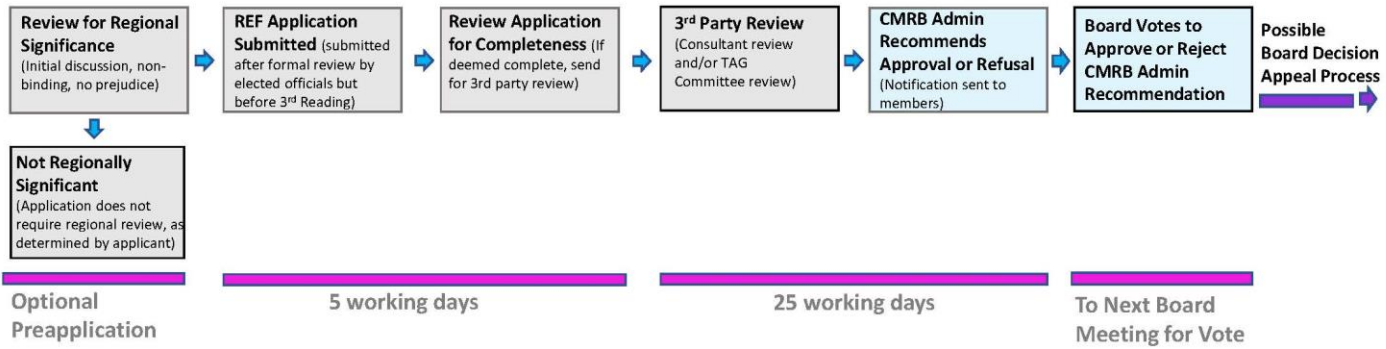 Review for Regional
Significance
(Initial discussion, non-
binding, no prejudice)
REF Application
Submitted (submitted
after formal review by
elected officials but
before 3rd Reading)
Review Application
for Completeness (If
deemed complete, send
for 3rd party review)
3rd Party Review
(Consultant review
and/or TAG
Committee review)
CMRB Admin
Recommends
Approval or Refusal
(Notification sent to
members)
Board Votes to
Approve or Reject
CMRB Admin
Recommendation
Possible
Board Decision
Appeal Process
Not Regionally
Significant
(Application does not
require regional review, as
determined by applicant)
Optional
Preapplication
5 working days
25 working days
To Next Board
Meeting for Vote